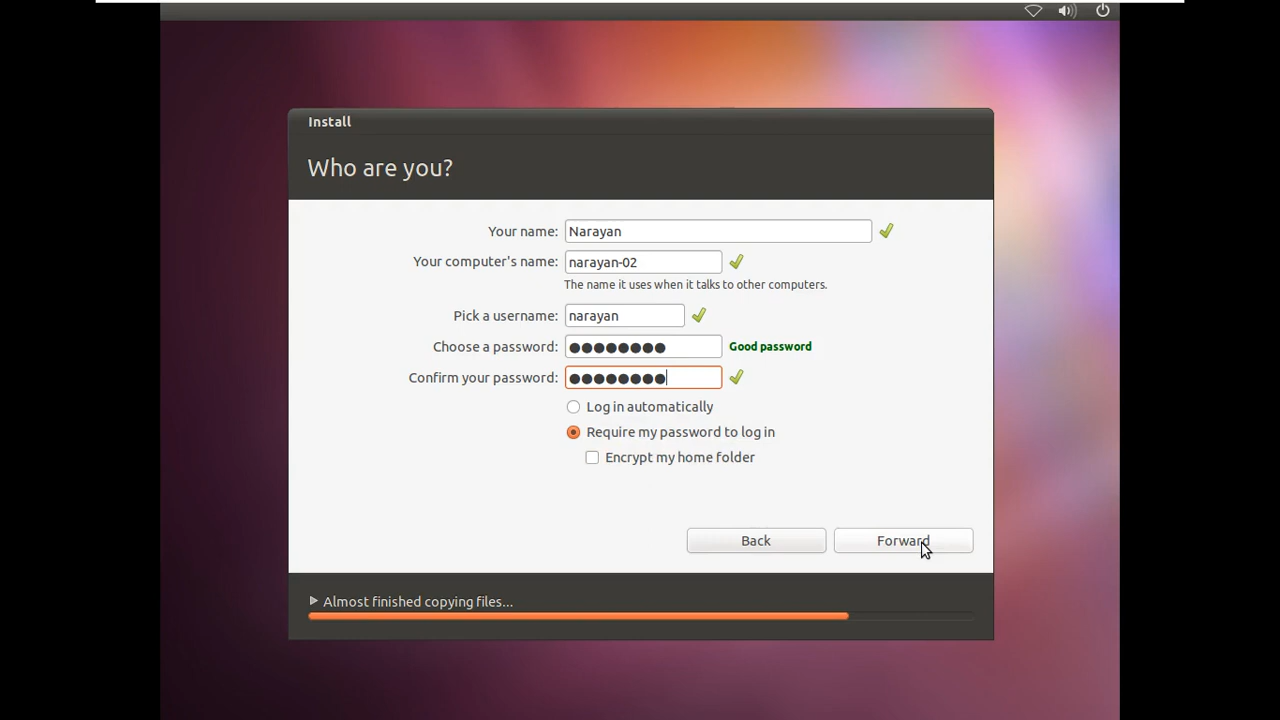 Install
Who are you?
Your name: Narayan
Your computer's name: narayan-02
The name it uses when it talks to other computers.
Pick a username: narayan
Choose a password: ●●●●●●●● Good password
Confirm your password: ●●●●●●●●
Log in automatically
Require my password to log in
Encrypt my home folder
Back Forward
Almost finished copying files...